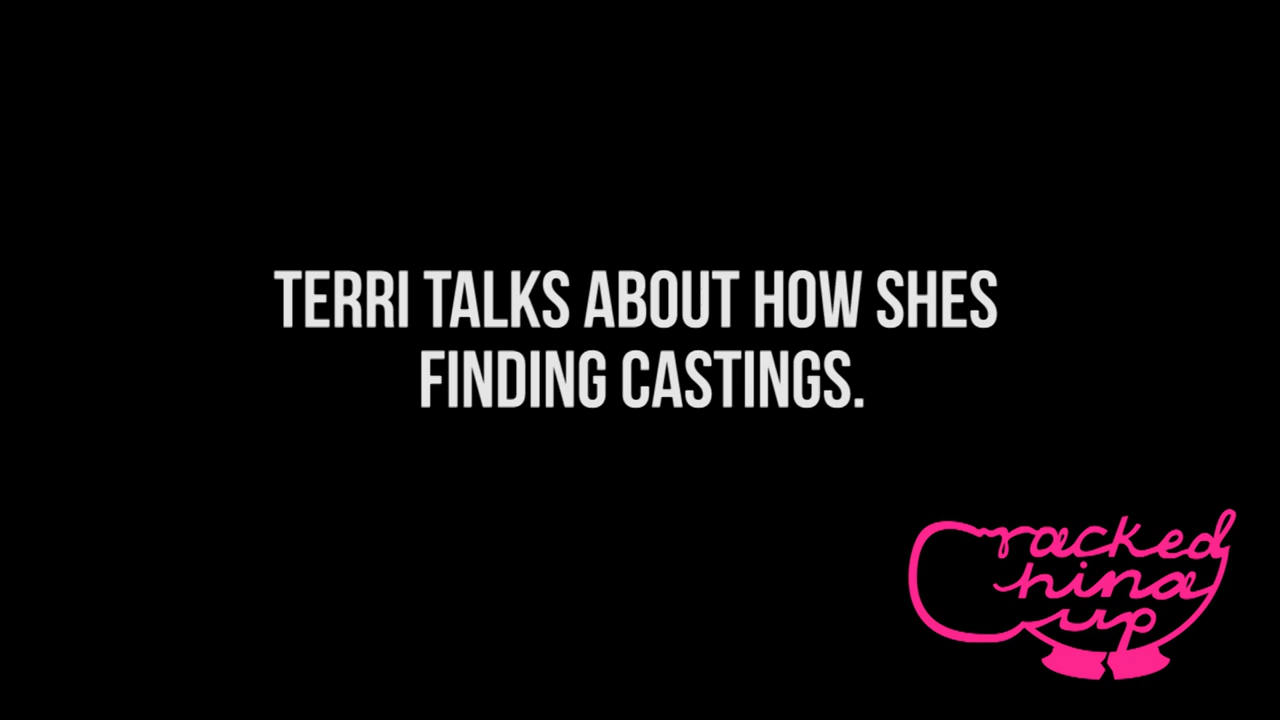 TERRI TALKS ABOUT HOW SHES
FINDING CASTINGS.
Cracked
China
Cup